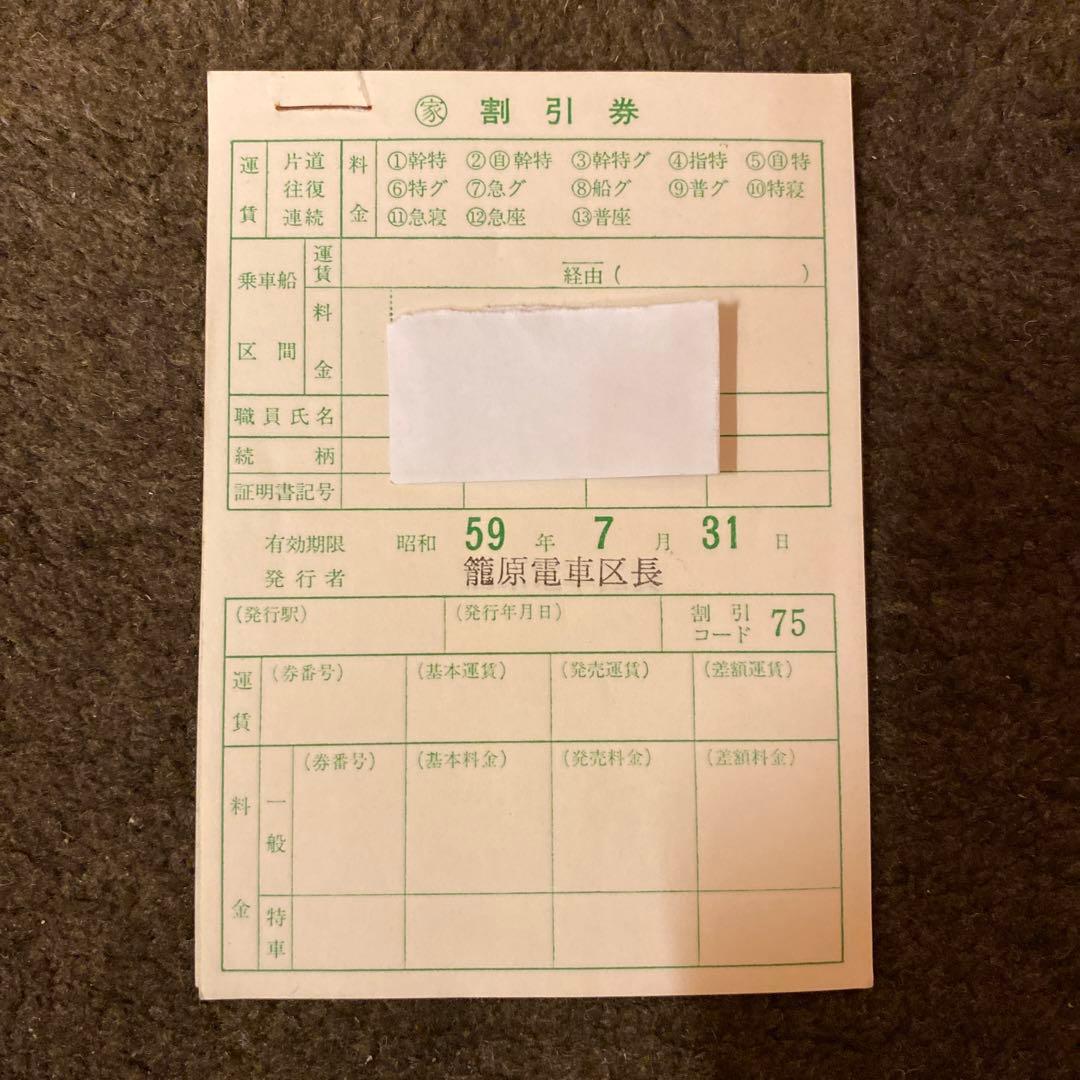 ㊁家 割引券
運賃 片道 往復 連続 料金 ①幹特 ②㊀自幹特 ③幹特グ ④指特 ⑤自特
⑥特グ ⑦急グ ⑧船グ ⑨普グ ⑩特寝
⑪急寝 ⑫急座 ⑬普座
乗車船区間 運賃 経由( )
料金
職員氏名
続柄
証明書記号
有効期限 昭和 59 年 7 月 31 日
発行者 籠原電車区長
(発行駅) (発行年月日) 割引コード 75
運賃 (券番号) (基本運賃) (発売運賃) (差額運賃)
料金 一般 (券番号) (基本料金) (発売料金) (差額料金)
特車